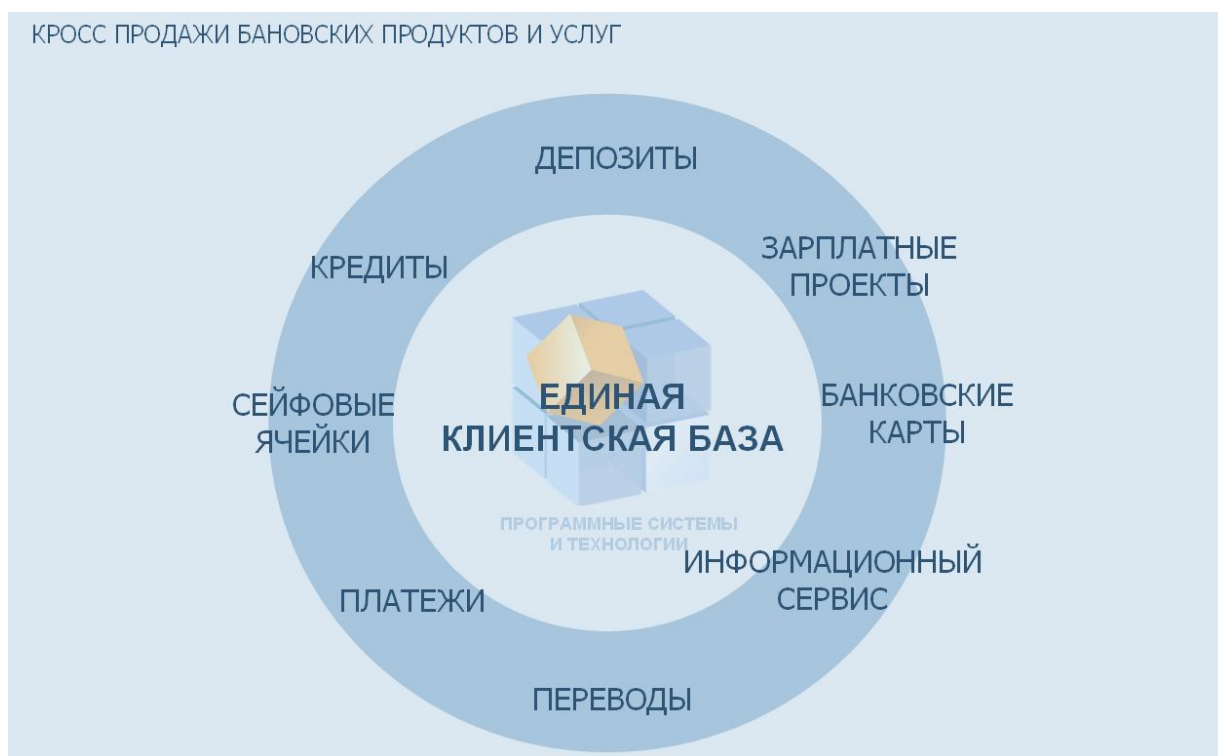 КРОСС ПРОДАЖИ БАНОВСКИХ ПРОДУКТОВ И УСЛУГ
ДЕПОЗИТЫ
ЗАРПЛАТНЫЕ
ПРОЕКТЫ
КРЕДИТЫ
СЕЙФОВЫЕ
ЯЧЕЙКИ
ЕДИНАЯ
КЛИЕНТСКАЯ БАЗА
БАНКОВСКИЕ
КАРТЫ
ПРОГРАММНЫЕ СИСТЕМЫ
И ТЕХНОЛОГИИ
ИНФОРМАЦИОННЫЙ
СЕРВИС
ПЛАТЕЖИ
ПЕРЕВОДЫ